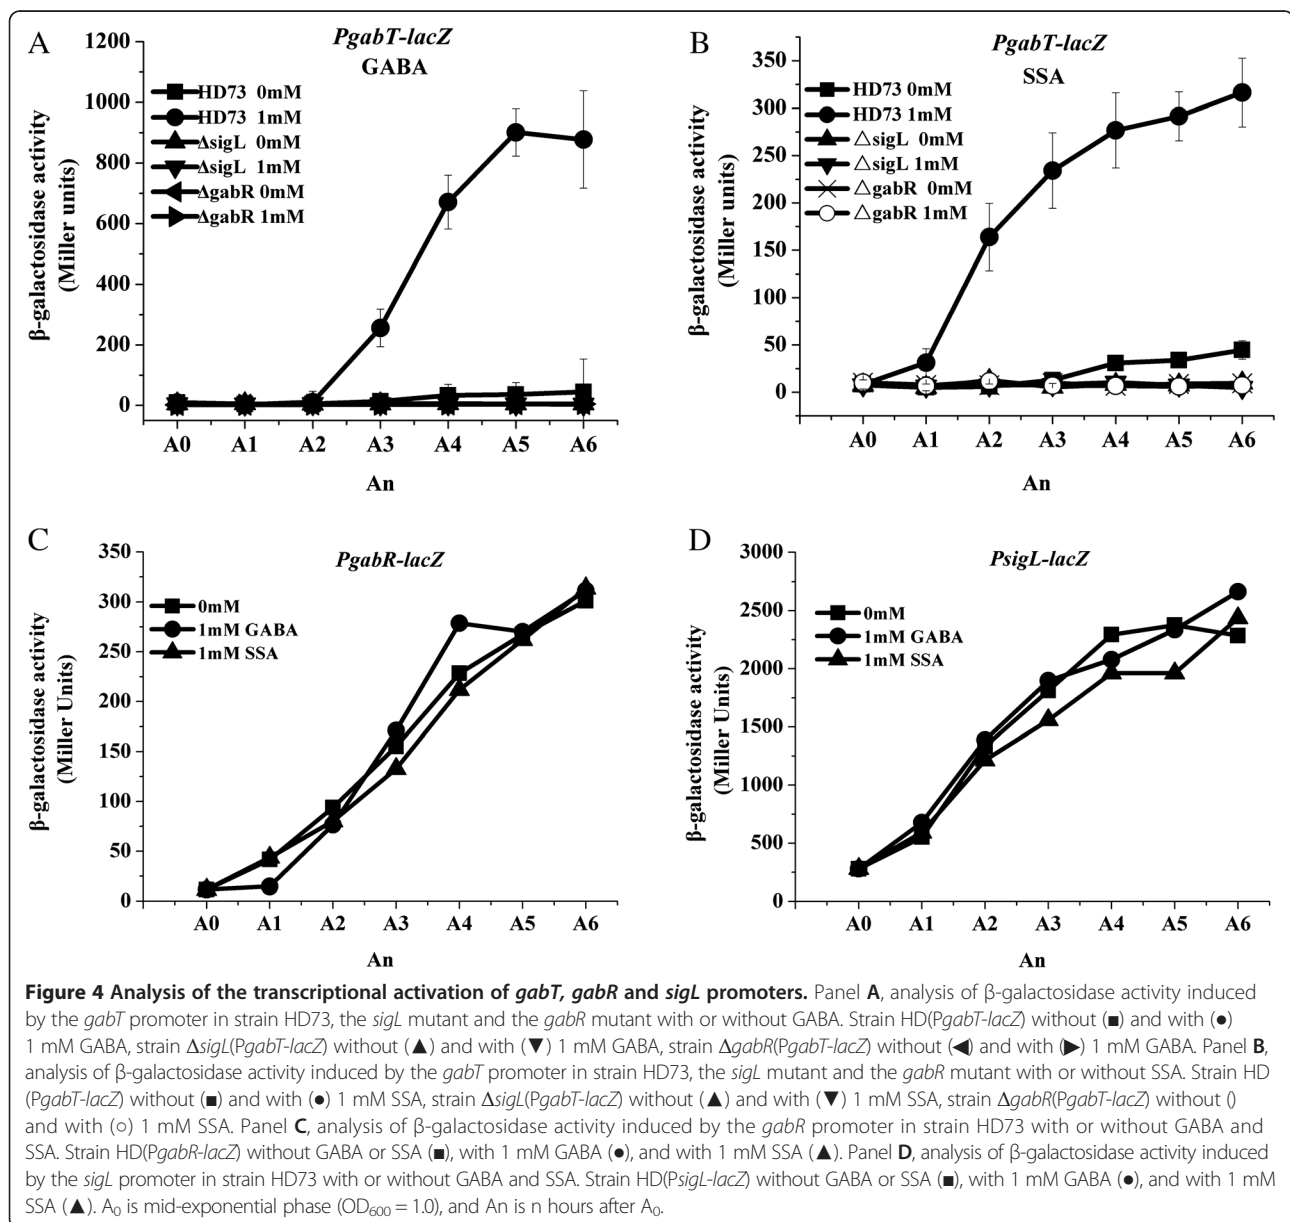 A
PgabT-lacZ
GABA
HD73 0mM
HD73 1mM
ΔsigL 0mM
ΔsigL 1mM
ΔgabR 0mM
ΔgabR 1mM
β-galactosidase activity
(Miller units)
1200
1000
800
600
400
200
0
A0 A1 A2 A3 A4 A5 A6
An
B
PgabT-lacZ
SSA
HD73 0mM
HD73 1mM
△sigL 0mM
△sigL 1mM
△gabR 0mM
△gabR 1mM
β-galactosidase activity
(Miller units)
350
300
250
200
150
100
50
0
A0 A1 A2 A3 A4 A5 A6
An
C
PgabR-lacZ
0mM
1mM GABA
1mM SSA
β-galactosidase activity
(Miller Units)
350
300
250
200
150
100
50
0
A0 A1 A2 A3 A4 A5 A6
An
D
PsigL-lacZ
0mM
1mM GABA
1mM SSA
β-galactosidase activity
(Miller Units)
3000
2500
2000
1500
1000
500
0
A0 A1 A2 A3 A4 A5 A6
An
Figure 4 Analysis of the transcriptional activation of gabT, gabR and sigL promoters. Panel A, analysis of β-galactosidase activity induced
by the gabT promoter in strain HD73, the sigL mutant and the gabR mutant with or without GABA. Strain HD(PgabT-lacZ) without (■) and with (●)
1 mM GABA, strain ΔsigL(PgabT-lacZ) without (▲) and with (▼) 1 mM GABA, strain ΔgabR(PgabT-lacZ) without (◀) and with (▶) 1 mM GABA. Panel B,
analysis of β-galactosidase activity induced by the gabT promoter in strain HD73, the sigL mutant and the gabR mutant with or without SSA. Strain HD
(PgabT-lacZ) without (■) and with (●) 1 mM SSA, strain ΔsigL(PgabT-lacZ) without (▲) and with (▼) 1 mM SSA, strain ΔgabR(PgabT-lacZ) without ()
and with (○) 1 mM SSA. Panel C, analysis of β-galactosidase activity induced by the gabR promoter in strain HD73 with or without GABA and
SSA. Strain HD(PgabR-lacZ) without GABA or SSA (■), with 1 mM GABA (●), and with 1 mM SSA (▲). Panel D, analysis of β-galactosidase activity induced
by the sigL promoter in strain HD73 with or without GABA and SSA. Strain HD(PsigL-lacZ) without GABA or SSA (■), with 1 mM GABA (●), and with 1 mM
SSA (▲). A₀ is mid-exponential phase (OD₆₀₀ = 1.0), and An is n hours after A₀.